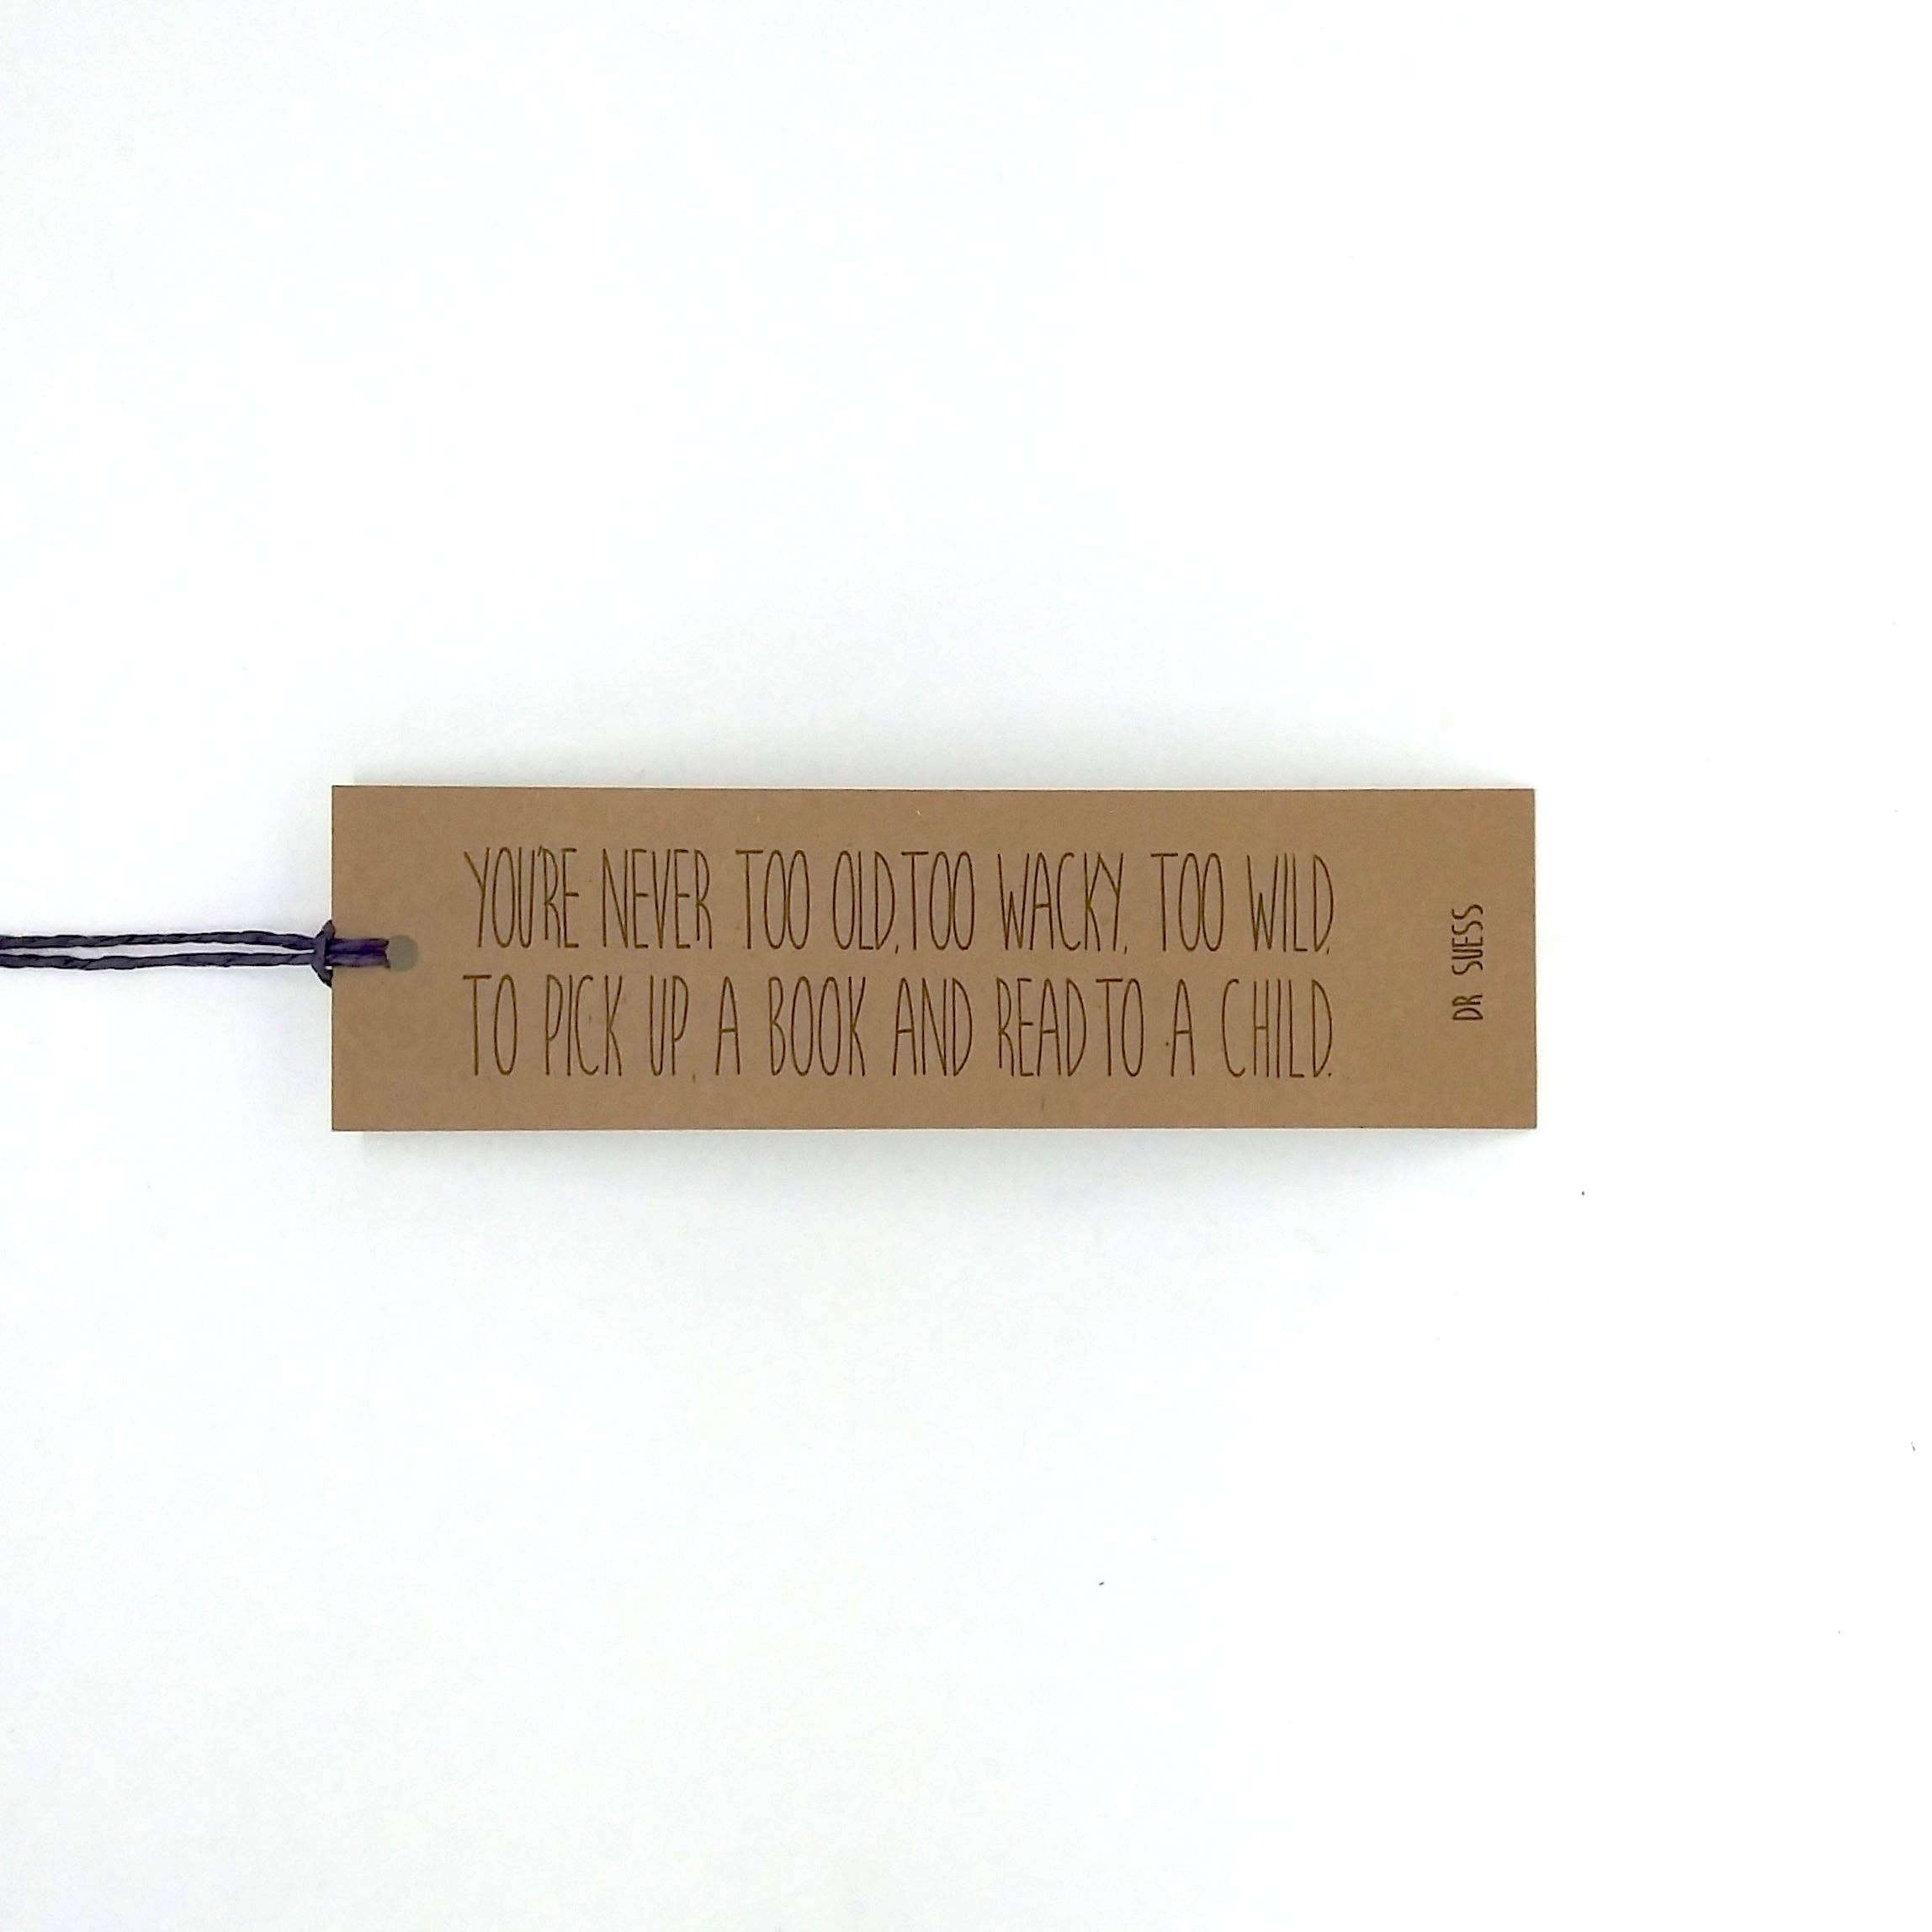 YOU'RE NEVER TOO OLD, TOO WACKY, TOO WILD,
TO PICK UP A BOOK AND READ TO A CHILD.
DR SUESS